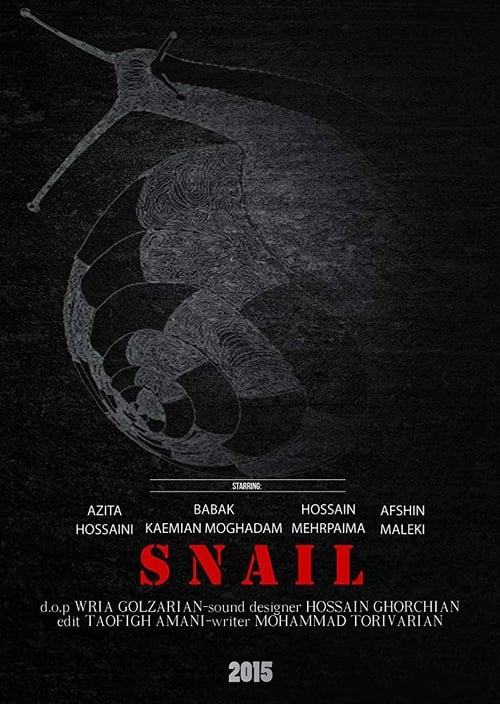 STARRING:
AZITA BABAK HOSSAIN AFSHIN
HOSSAINI KAEMIAN MOGHADAM MEHRPAIMA MALEKI
SNAIL
d.o.p WRIA GOLZARIAN-sound designer HOSSAIN GHORCHIAN
edit TAOFIGH AMANI-writer MOHAMMAD TORIVARIAN
2015